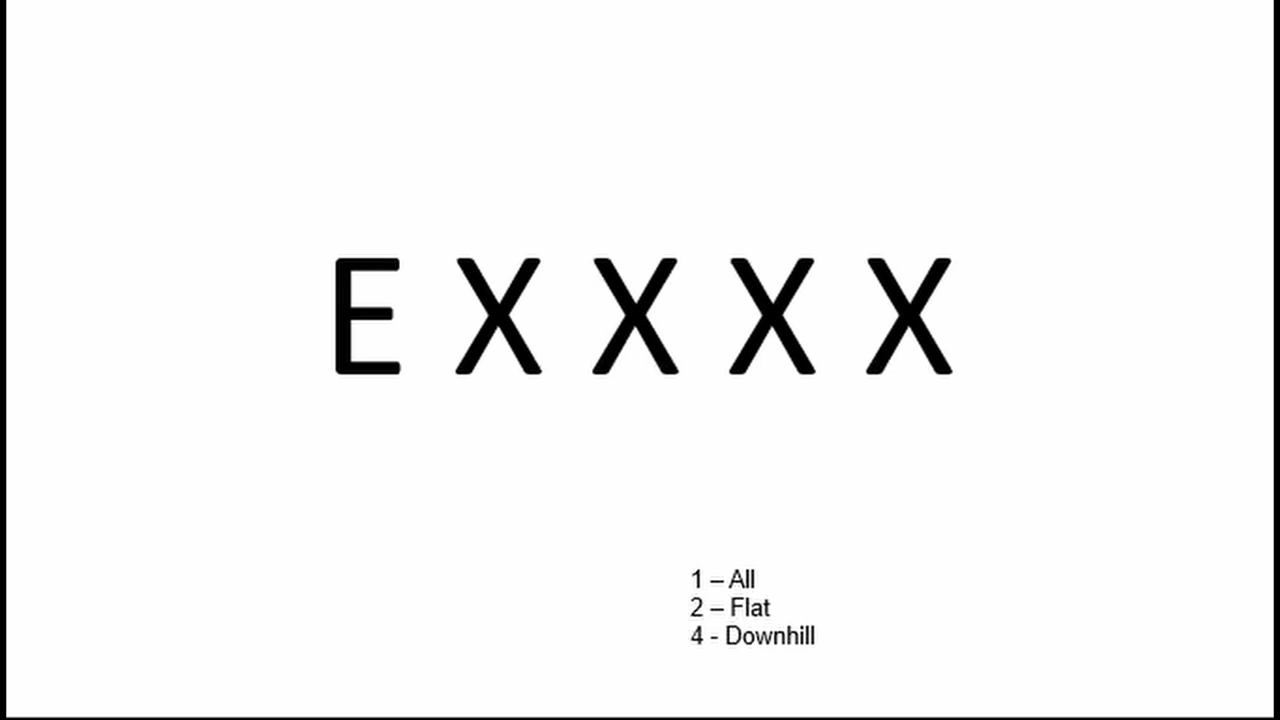 E X X X X
1 – All
2 – Flat
4 - Downhill